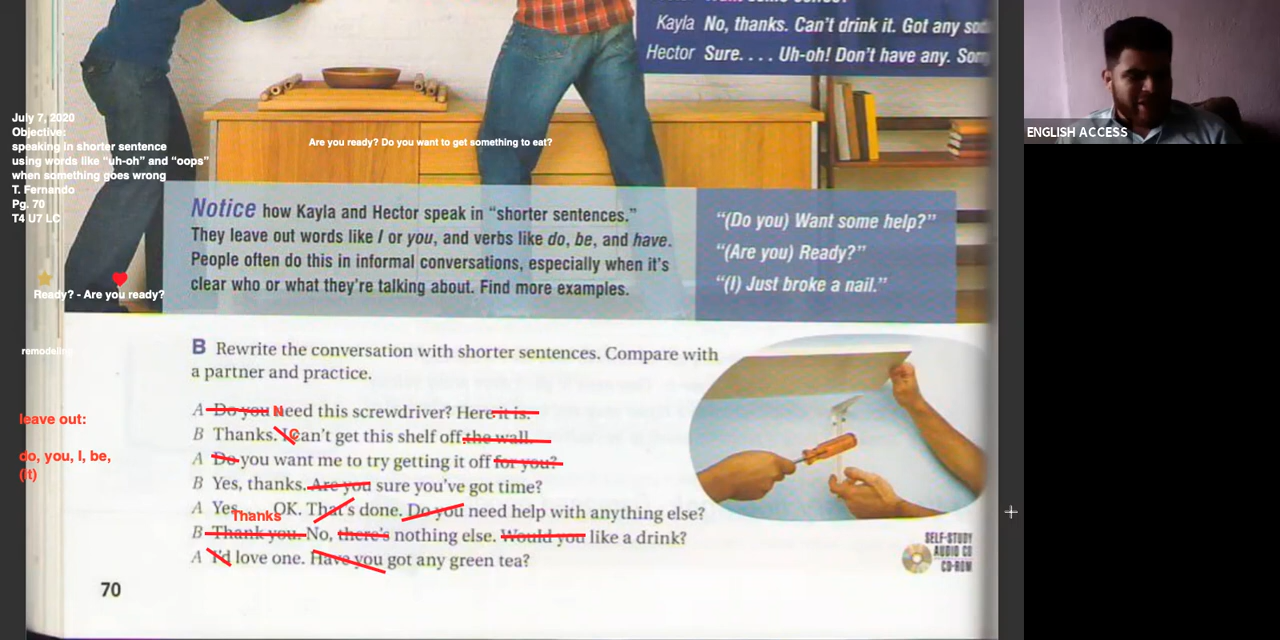 Kayla No, thanks. Can't drink it. Got any
Hector Sure. . . . Uh-oh! Don't have any.
ENGLISH ACCESS
July 7, 2020
Objective:
speaking in shorter sentence
using words like “uh-oh” and “oops”
when something goes wrong
T. Fernando
Pg. 70
T4 U7 LC
Are you ready? Do you want to get something to eat?
Notice how Kayla and Hector speak in “shorter sentences.”
They leave out words like I or you, and verbs like do, be, and have.
People often do this in informal conversations, especially when it's
clear who or what they're talking about. Find more examples.
“(Do you) Want some help?”
“(Are you) Ready?”
“(I) Just broke a nail.”
Ready? - Are you ready?
remodeling
B Rewrite the conversation with shorter sentences. Compare with
a partner and practice.
leave out:
do, you, I, be,
(it)
A Do you N need this screwdriver? Here it is.
B Thanks. I C can't get this shelf off the wall.
A Do you want me to try getting it off for you?
B Yes, thanks. Are you sure you've got time?
A Yes. OK. That's done. Do you need help with anything else?
Thanks
B Thank you. No, there's nothing else. Would you like a drink?
A I'd love one. Have you got any green tea?
SELF-STUDY
AUDIO CD
CD-ROM
70